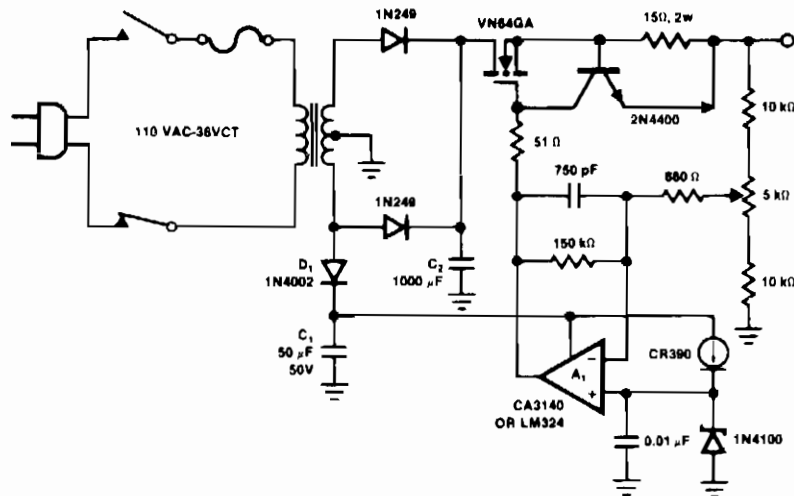 1N249
VN64GA
15Ω, 2w
110 VAC-36VCT
2N4400
10 kΩ
51 Ω
750 pF
680 Ω
5 kΩ
1N249
150 kΩ
D₁
1N4002
C₂
1000 µF
10 kΩ
C₁
50 µF
50V
−
A₁
+
CR390
CA3140
OR LM324
0.01 µF
1N4100